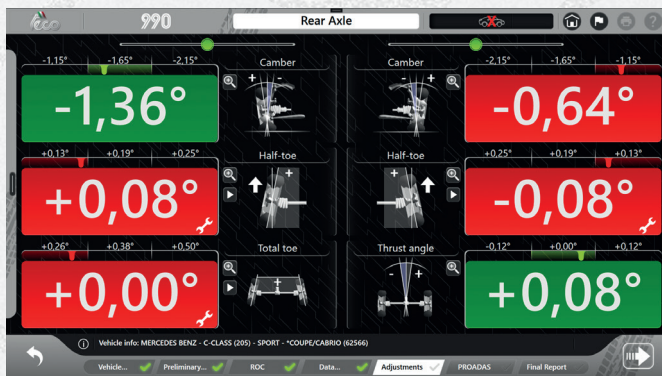 eco 990 Rear Axle
-1,15° -1,65° -2,15° Camber Camber -2,15° -1,65° -1,15°
-1,36° -0,64°
+0,13° +0,19° +0,25° Half-toe Half-toe +0,25° +0,19° +0,13°
+0,08° -0,08°
+0,26° +0,38° +0,50° Total toe Thrust angle -0,12° +0,00° +0,12°
+0,00° +0,08°
Vehicle info: MERCEDES BENZ - C-CLASS (205) - SPORT - *COUPE/CABRIO (62566)
Vehicle... Preliminary... ROC Data... Adjustments PROADAS Final Report